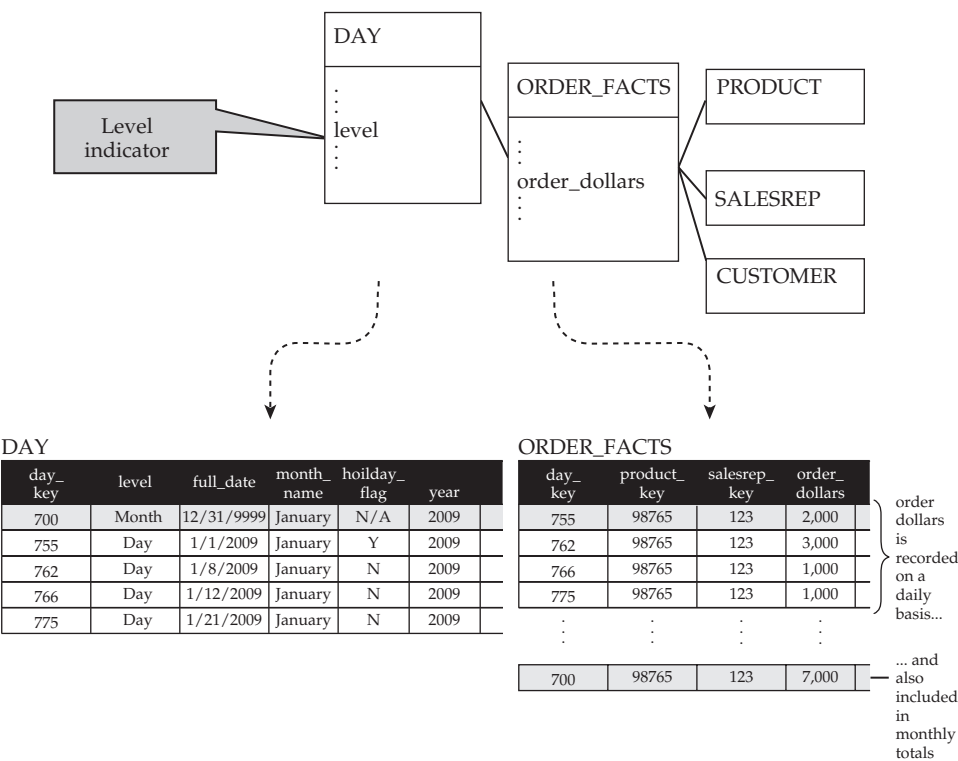 DAY
level
Level
indicator
ORDER_FACTS
order_dollars
PRODUCT
SALESREP
CUSTOMER
DAY
day_ key level full_date month_ name hoilday_ flag year
700 Month 12/31/9999 January N/A 2009
755 Day 1/1/2009 January Y 2009
762 Day 1/8/2009 January N 2009
766 Day 1/12/2009 January N 2009
775 Day 1/21/2009 January N 2009
ORDER_FACTS
day_ key product_ key salesrep_ key order_ dollars
755 98765 123 2,000
762 98765 123 3,000
766 98765 123 1,000
775 98765 123 1,000
700 98765 123 7,000
order
dollars
is
recorded
on a
daily
basis...
... and
also
included
in
monthly
totals